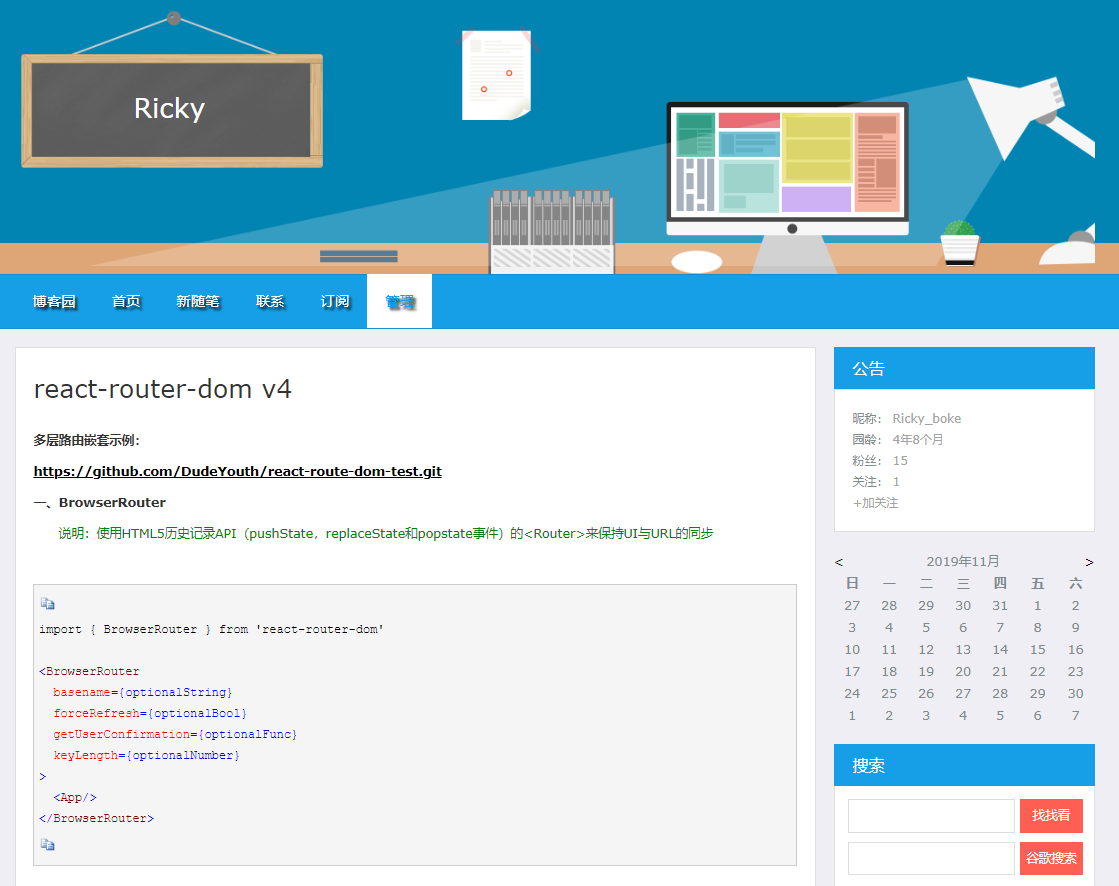 Ricky
博客园 首页 新随笔 联系 订阅 管理
react-router-dom v4
多层路由嵌套示例：
https://github.com/DudeYouth/react-route-dom-test.git
一、BrowserRouter
说明：使用HTML5历史记录API（pushState，replaceState和popstate事件）的<Router>来保持UI与URL的同步
import { BrowserRouter } from 'react-router-dom'
<BrowserRouter
basename={optionalString}
forceRefresh={optionalBool}
getUserConfirmation={optionalFunc}
keyLength={optionalNumber}
>
<App/>
</BrowserRouter>
公告
昵称： Ricky_boke
园龄： 4年8个月
粉丝： 15
关注： 1
+加关注
< 2019年11月 >
日 一 二 三 四 五 六
27 28 29 30 31 1 2
3 4 5 6 7 8 9
10 11 12 13 14 15 16
17 18 19 20 21 22 23
24 25 26 27 28 29 30
1 2 3 4 5 6 7
搜索
找找看
谷歌搜索